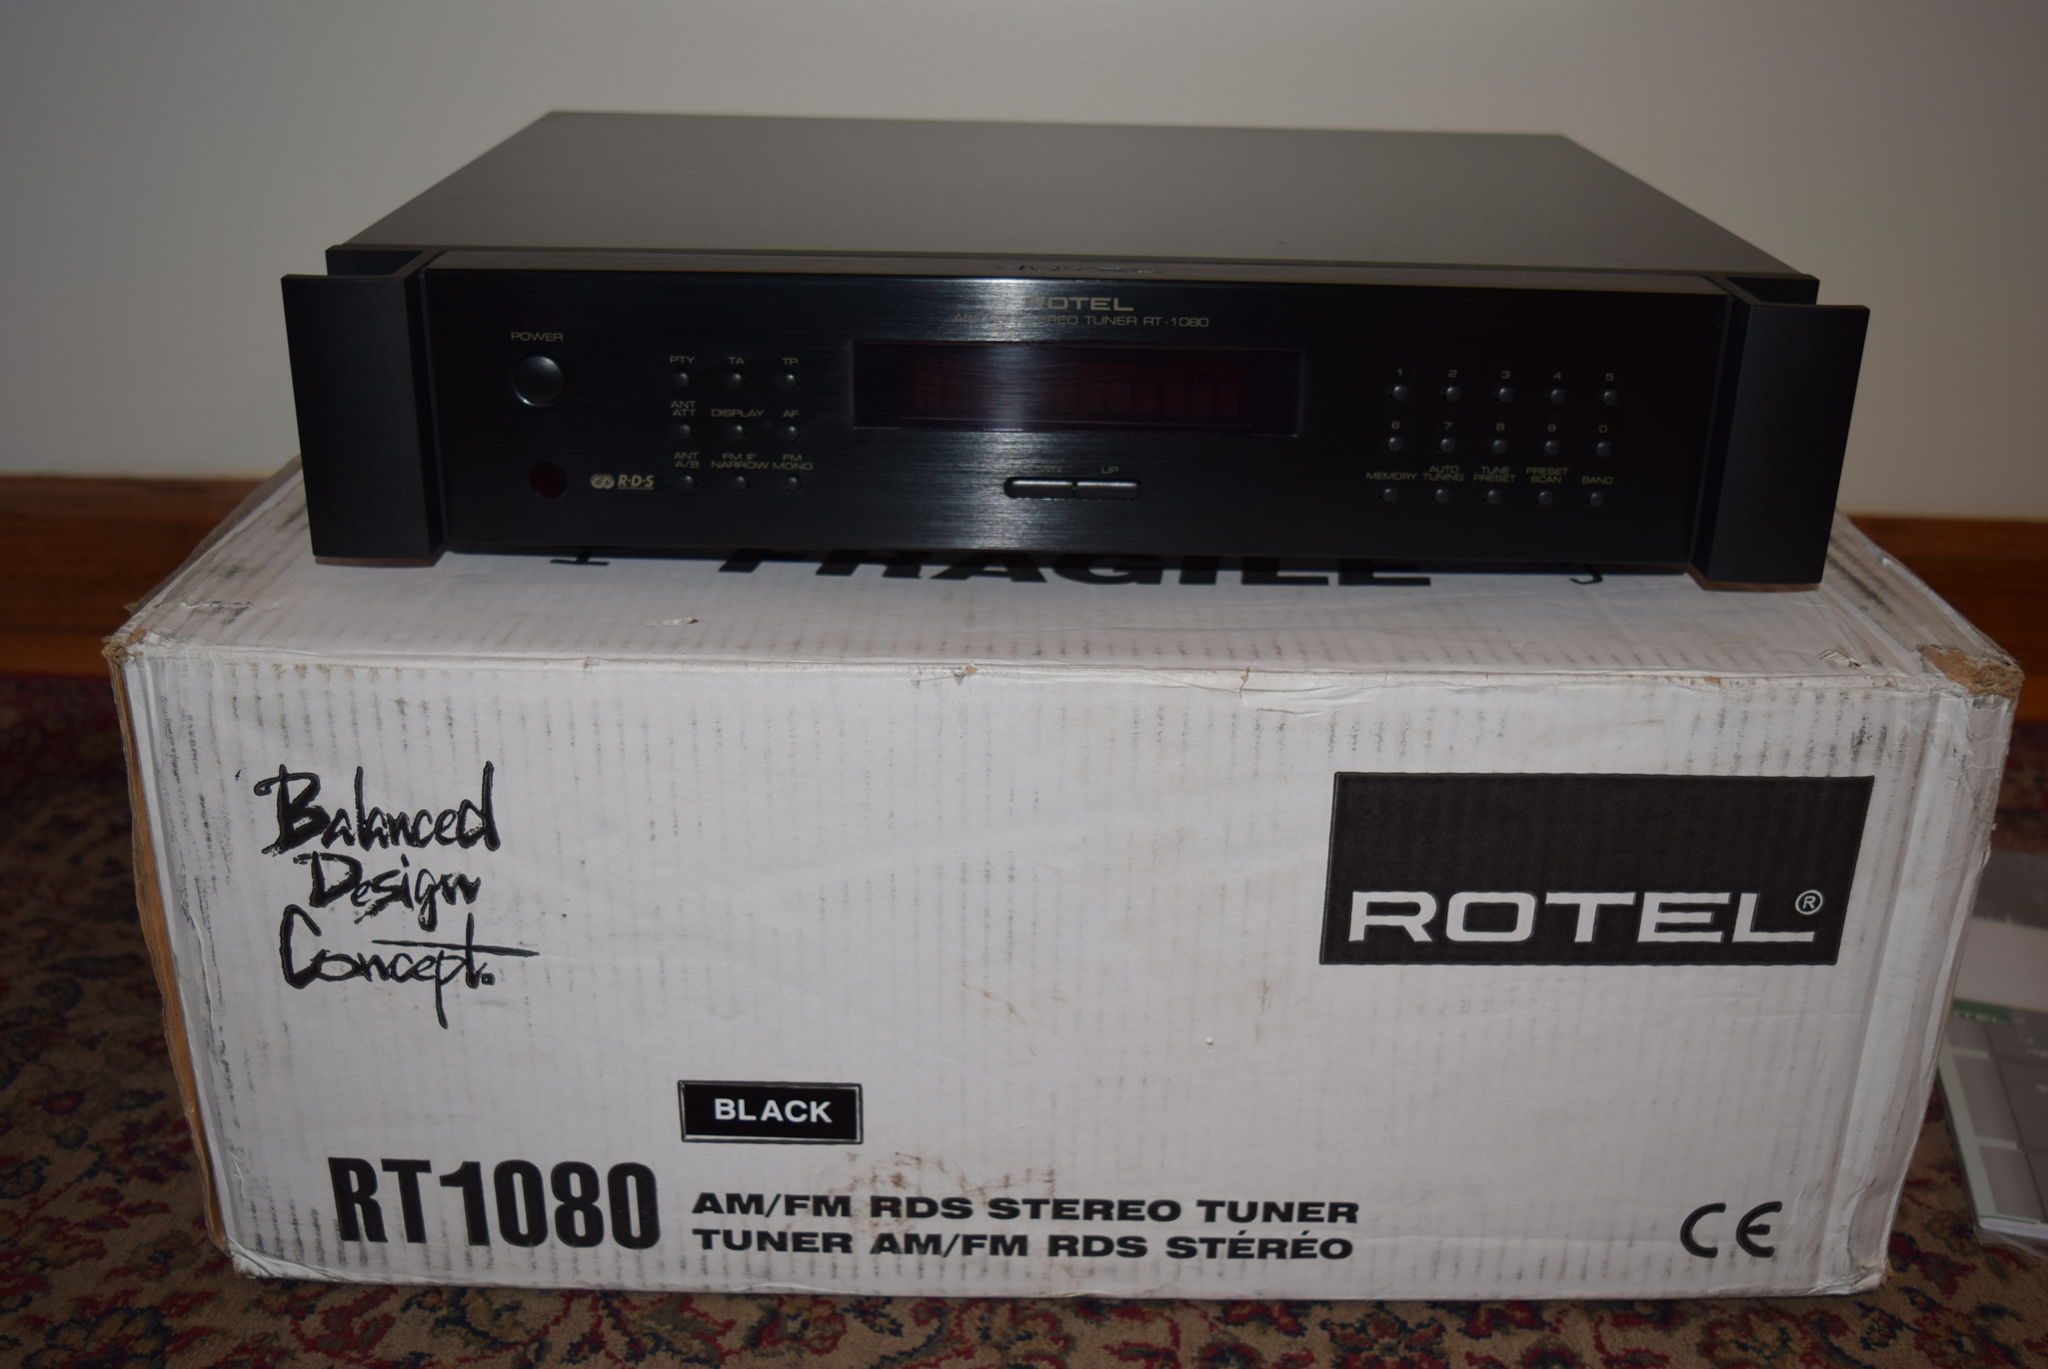 ROTEL
STEREO TUNER RT-1080
POWER
PTY TA TP
ANT ATT DISPLAY AF
ANT A/B FM IF NARROW FM MONO
R·D·S
UP
1 2 3 4 5
6 7 8 9 0
MEMORY AUTO TUNING TUNE PRESET PRESET SCAN BAND
FRAGILE
Balanced
Design
Concept.
ROTEL®
BLACK
RT1080
AM/FM RDS STEREO TUNER
TUNER AM/FM RDS STÉRÉO
CE